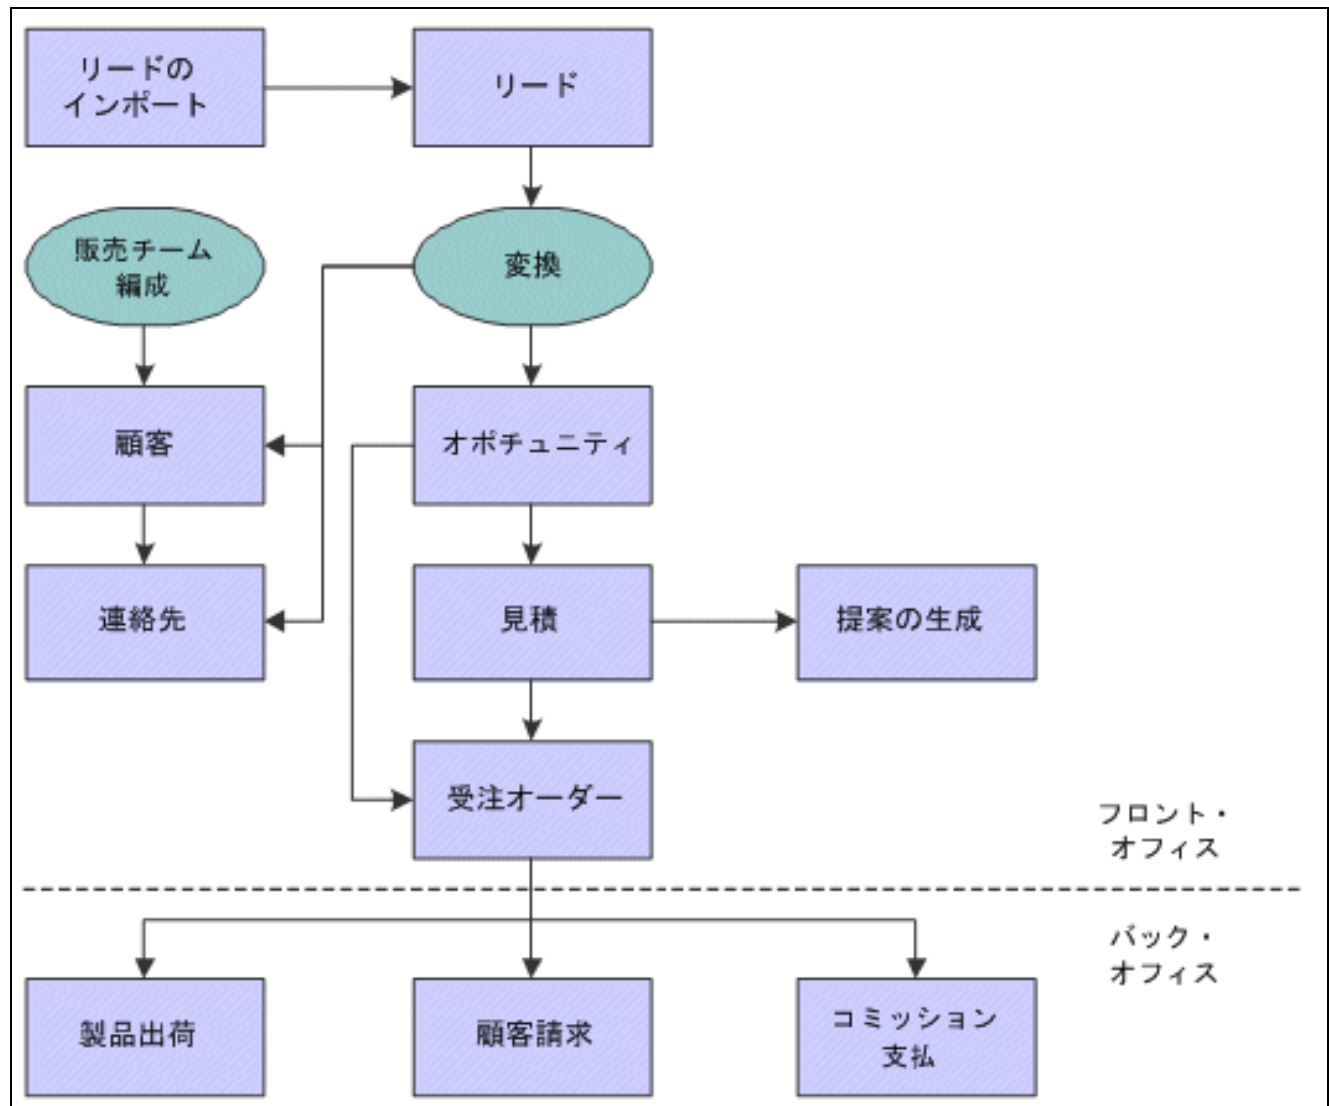 リードの
インポート
リード
販売チーム
編成
変換
顧客
オポチュニティ
連絡先
見積
提案の生成
受注オーダー
フロント・
オフィス
バック・
オフィス
製品出荷
顧客請求
コミッション
支払